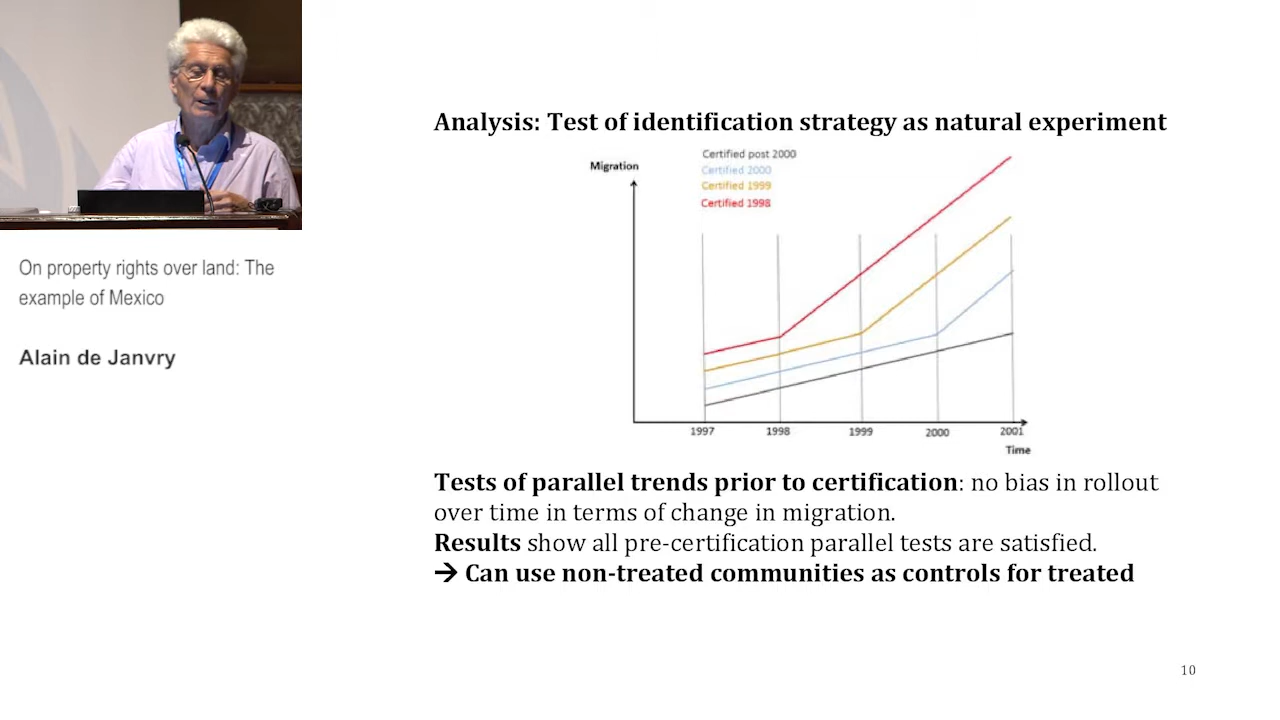 On property rights over land: The
example of Mexico
Alain de Janvry
Analysis: Test of identification strategy as natural experiment
Migration
Certified post 2000
Certified 2000
Certified 1999
Certified 1998
1997
1998
1999
2000
2001
Time
Tests of parallel trends prior to certification: no bias in rollout
over time in terms of change in migration.
Results show all pre-certification parallel tests are satisfied.
→ Can use non-treated communities as controls for treated
10